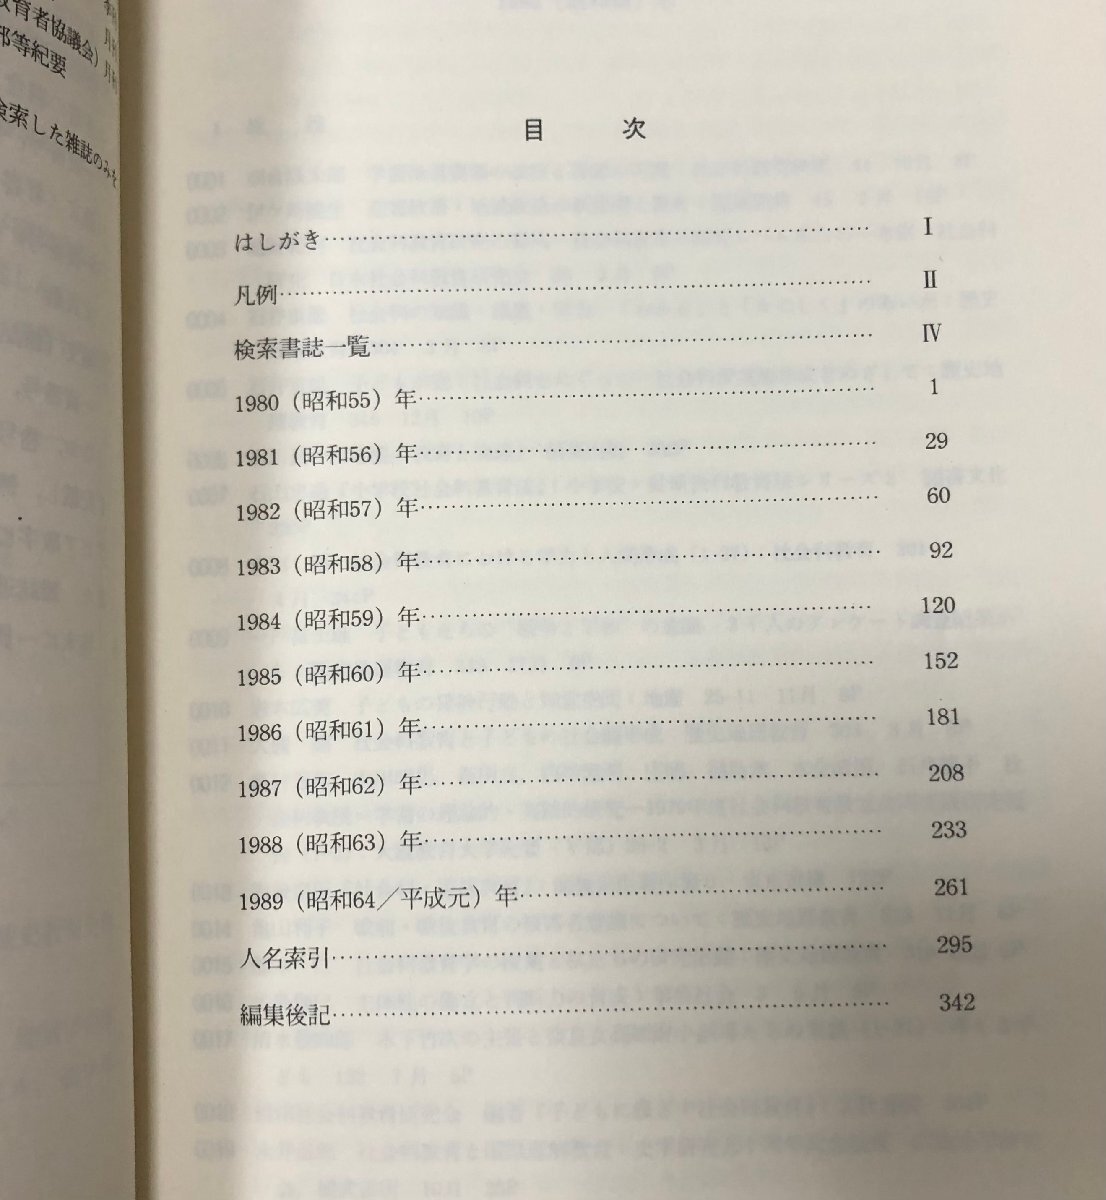 教育者協議会）月刊
部等紀要
検索した雑誌のみを
目 次
はしがき……………………………………………………………… I
凡例……………………………………………………………… II
検索書誌一覧……………………………………………………………… IV
1980（昭和55）年……………………………………………………………… 1
1981（昭和56）年……………………………………………………………… 29
1982（昭和57）年……………………………………………………………… 60
1983（昭和58）年……………………………………………………………… 92
1984（昭和59）年……………………………………………………………… 120
1985（昭和60）年……………………………………………………………… 152
1986（昭和61）年……………………………………………………………… 181
1987（昭和62）年……………………………………………………………… 208
1988（昭和63）年……………………………………………………………… 233
1989（昭和64／平成元）年……………………………………………………………… 261
人名索引……………………………………………………………… 295
編集後記……………………………………………………………… 342